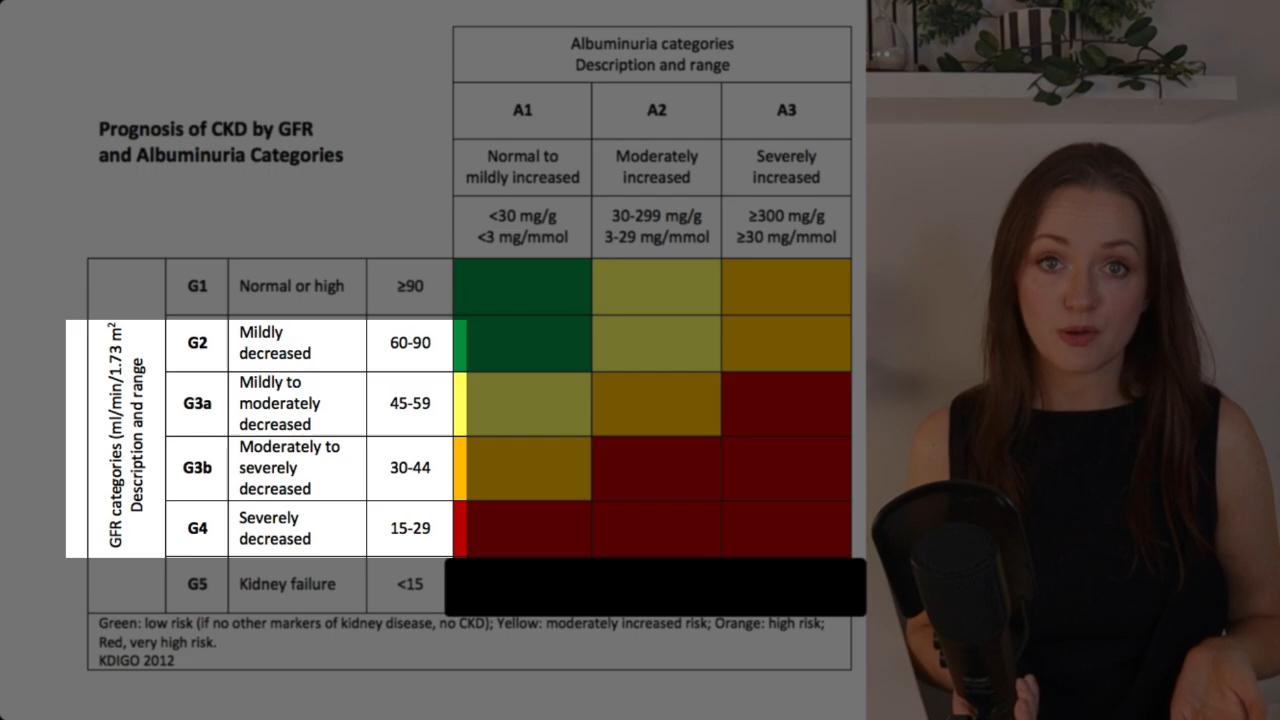 Albuminuria categories
Description and range
Prognosis of CKD by GFR
and Albuminuria Categories
A1
A2
A3
Normal to
mildly increased
Moderately
increased
Severely
increased
<30 mg/g
<3 mg/mmol
30-299 mg/g
3-29 mg/mmol
≥300 mg/g
≥30 mg/mmol
GFR categories (ml/min/1.73 m²
Description and range
G1
Normal or high
≥90
G2
Mildly
decreased
60-90
G3a
Mildly to
moderately
decreased
45-59
G3b
Moderately to
severely
decreased
30-44
G4
Severely
decreased
15-29
G5
Kidney failure
<15
Green: low risk (if no other markers of kidney disease, no CKD); Yellow: moderately increased risk; Orange: high risk;
Red, very high risk.
KDIGO 2012